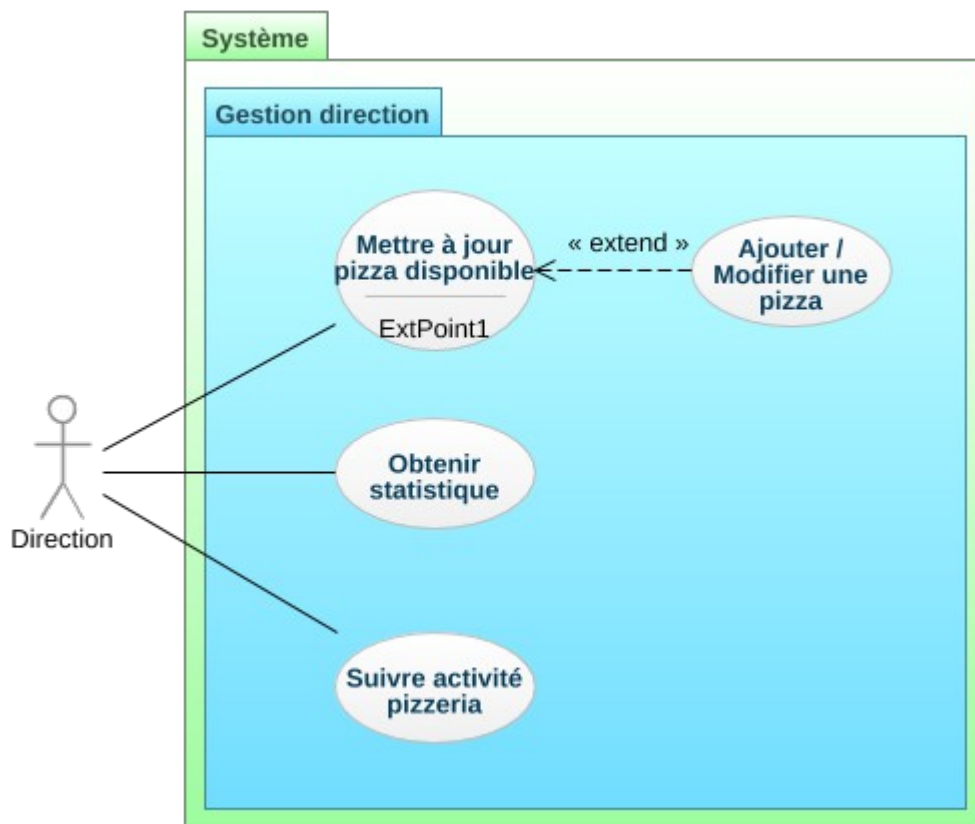 Système
Gestion direction
Mettre à jour
pizza disponible
ExtPoint1
« extend »
Ajouter /
Modifier une
pizza
Obtenir
statistique
Direction
Suivre activité
pizzeria